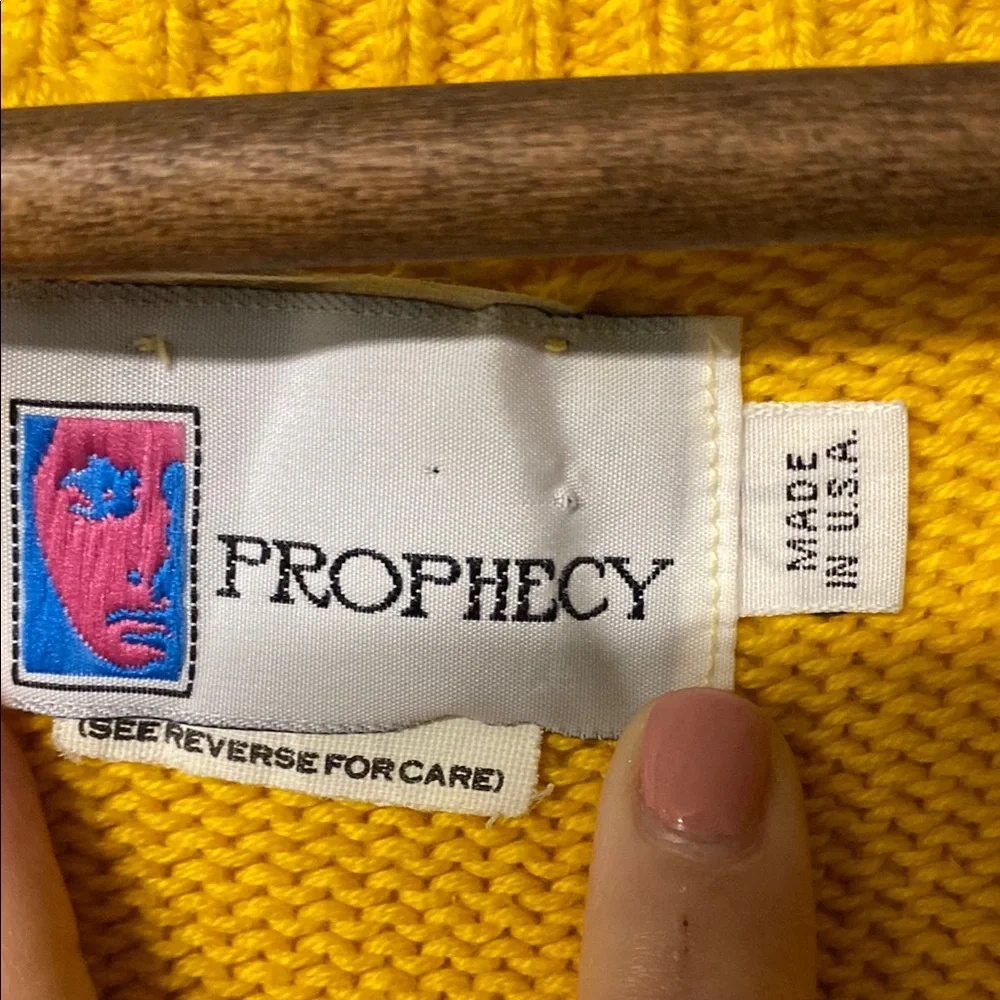 PROPHECY
MADE
IN U.S.A.
(SEE REVERSE FOR CARE)